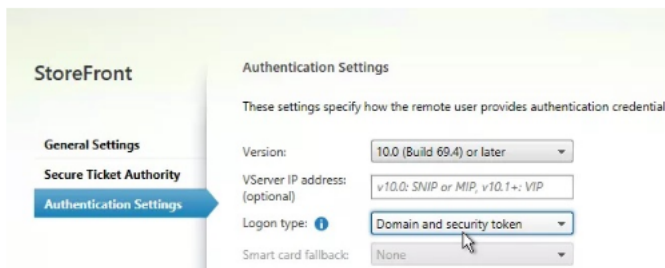 StoreFront
Authentication Settings
These settings specify how the remote user provides authentication credential
General Settings
Secure Ticket Authority
Authentication Settings
Version: 10.0 (Build 69.4) or later
VServer IP address: v10.0: SNIP or MIP, v10.1+: VIP
(optional)
Logon type: Domain and security token
Smart card fallback: None